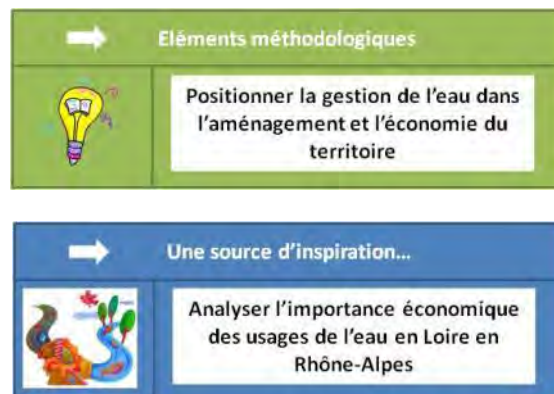 Eléments méthodologiques
Positionner la gestion de l'eau dans
l'aménagement et l'économie du
territoire
Une source d'inspiration...
Analyser l'importance économique
des usages de l'eau en Loire en
Rhône-Alpes